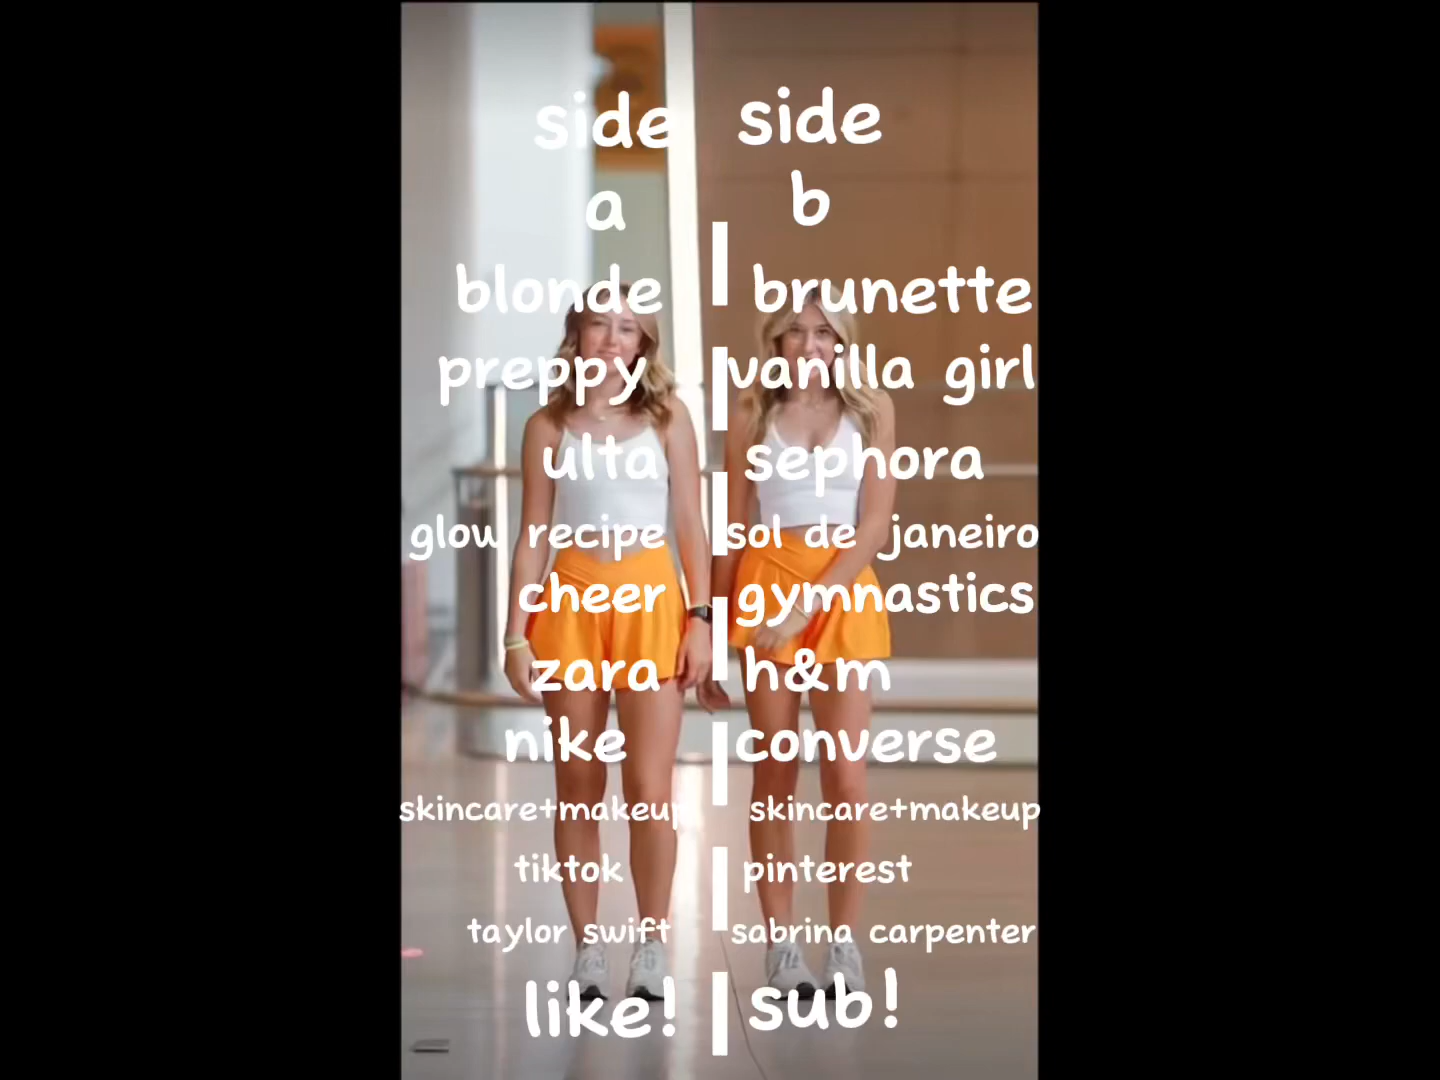 side side
a b
blonde brunette
preppy vanilla girl
ulta sephora
glow recipe sol de janeiro
cheer gymnastics
zara h&m
nike converse
skincare+makeup skincare+makeup
tiktok pinterest
taylor swift sabrina carpenter
like! sub!